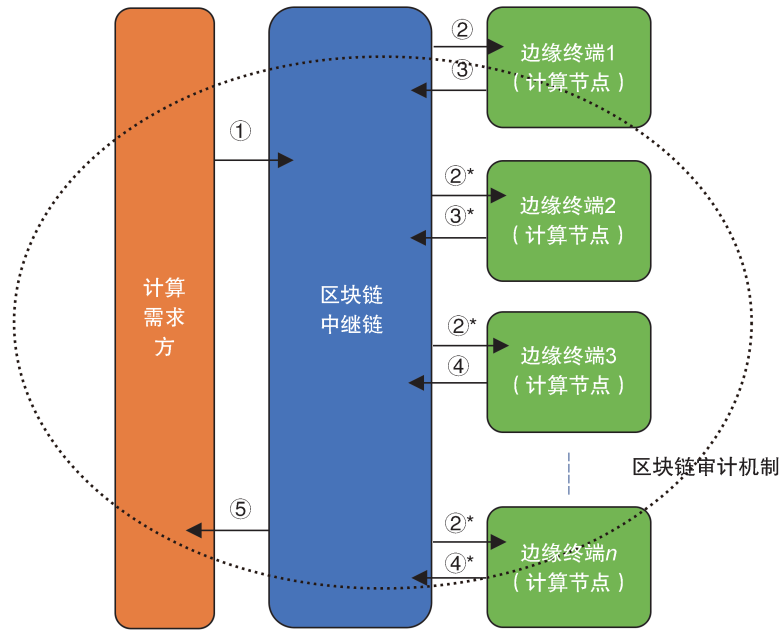 ②
边缘终端1
③
（计算节点）
①
②*
边缘终端2
③*
（计算节点）
计算
需求
方
区块链
中继链
②*
边缘终端3
④
（计算节点）
区块链审计机制
⑤
②*
边缘终端n
④*
（计算节点）